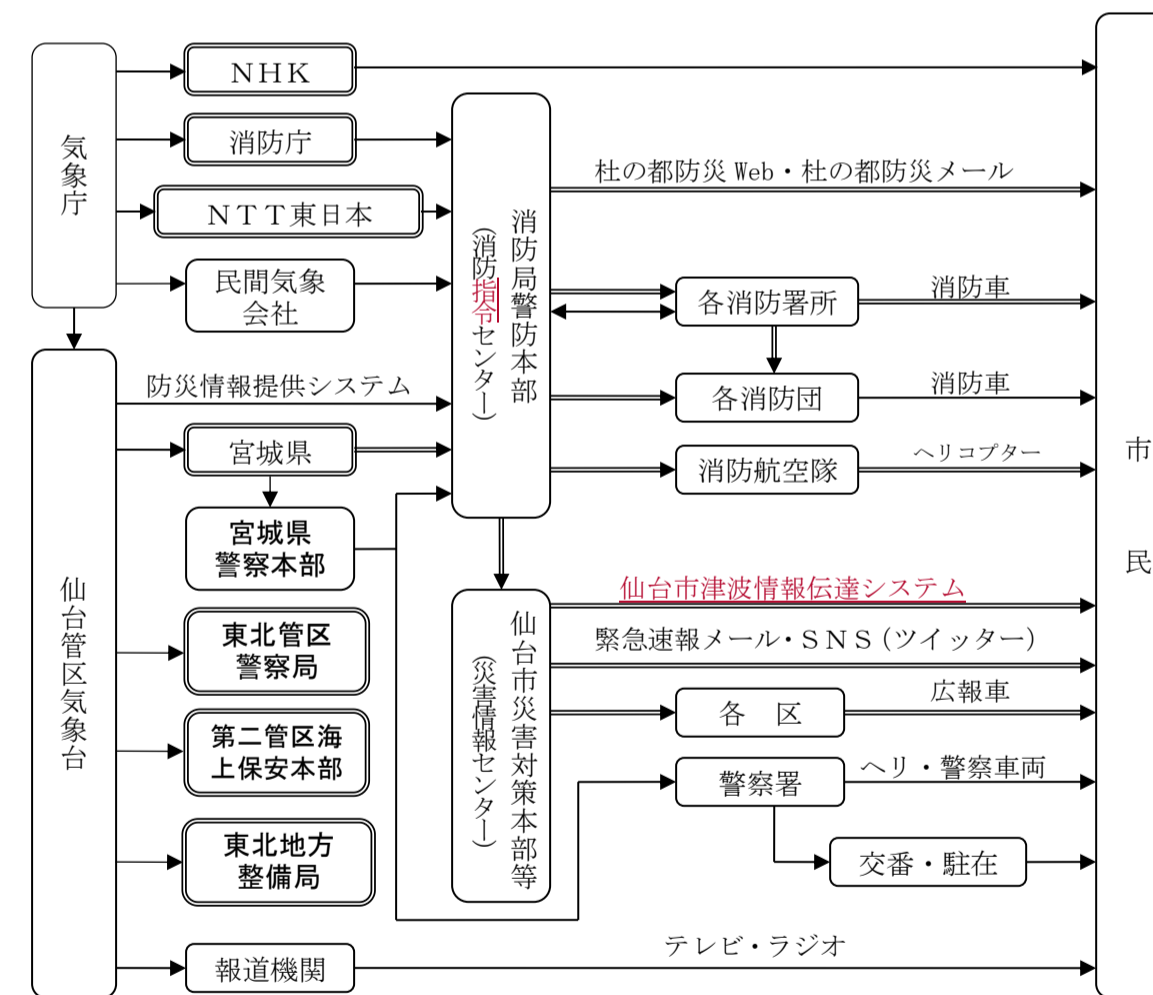 気象庁
NHK
消防庁
NTT東日本
民間気象
会社
仙台管区気象台
防災情報提供システム
宮城県
宮城県
警察本部
東北管区
警察局
第二管区海
上保安本部
東北地方
整備局
報道機関
消防局警防本部
(消防指令センター)
仙台市災害対策本部等
(災害情報センター)
杜の都防災 Web・杜の都防災メール
各消防署所
消防車
各消防団
消防車
消防航空隊
ヘリコプター
仙台市津波情報伝達システム
緊急速報メール・SNS(ツイッター)
各 区
広報車
警察署
ヘリ・警察車両
交番・駐在
テレビ・ラジオ
市民